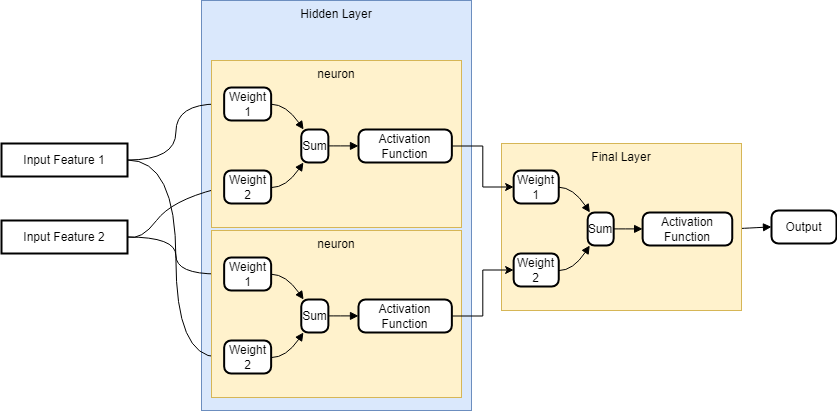 Hidden Layer
neuron
Weight
1
Weight
2
Sum
Activation
Function
neuron
Weight
1
Weight
2
Sum
Activation
Function
Input Feature 1
Input Feature 2
Final Layer
Weight
1
Weight
2
Sum
Activation
Function
Output